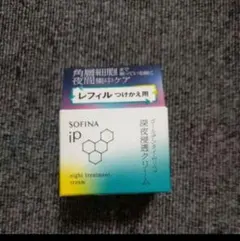 角層細胞
夜間集中ケア
レフィル つけかえ用
SOFINA
iP
night treatment
深夜浸透クリーム